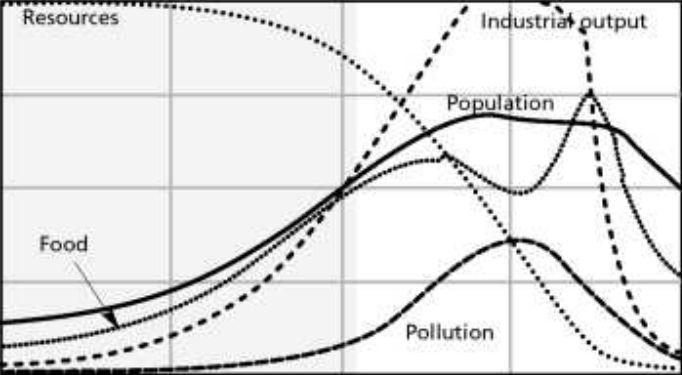 Resources
Industrial output
Population
Food
Pollution